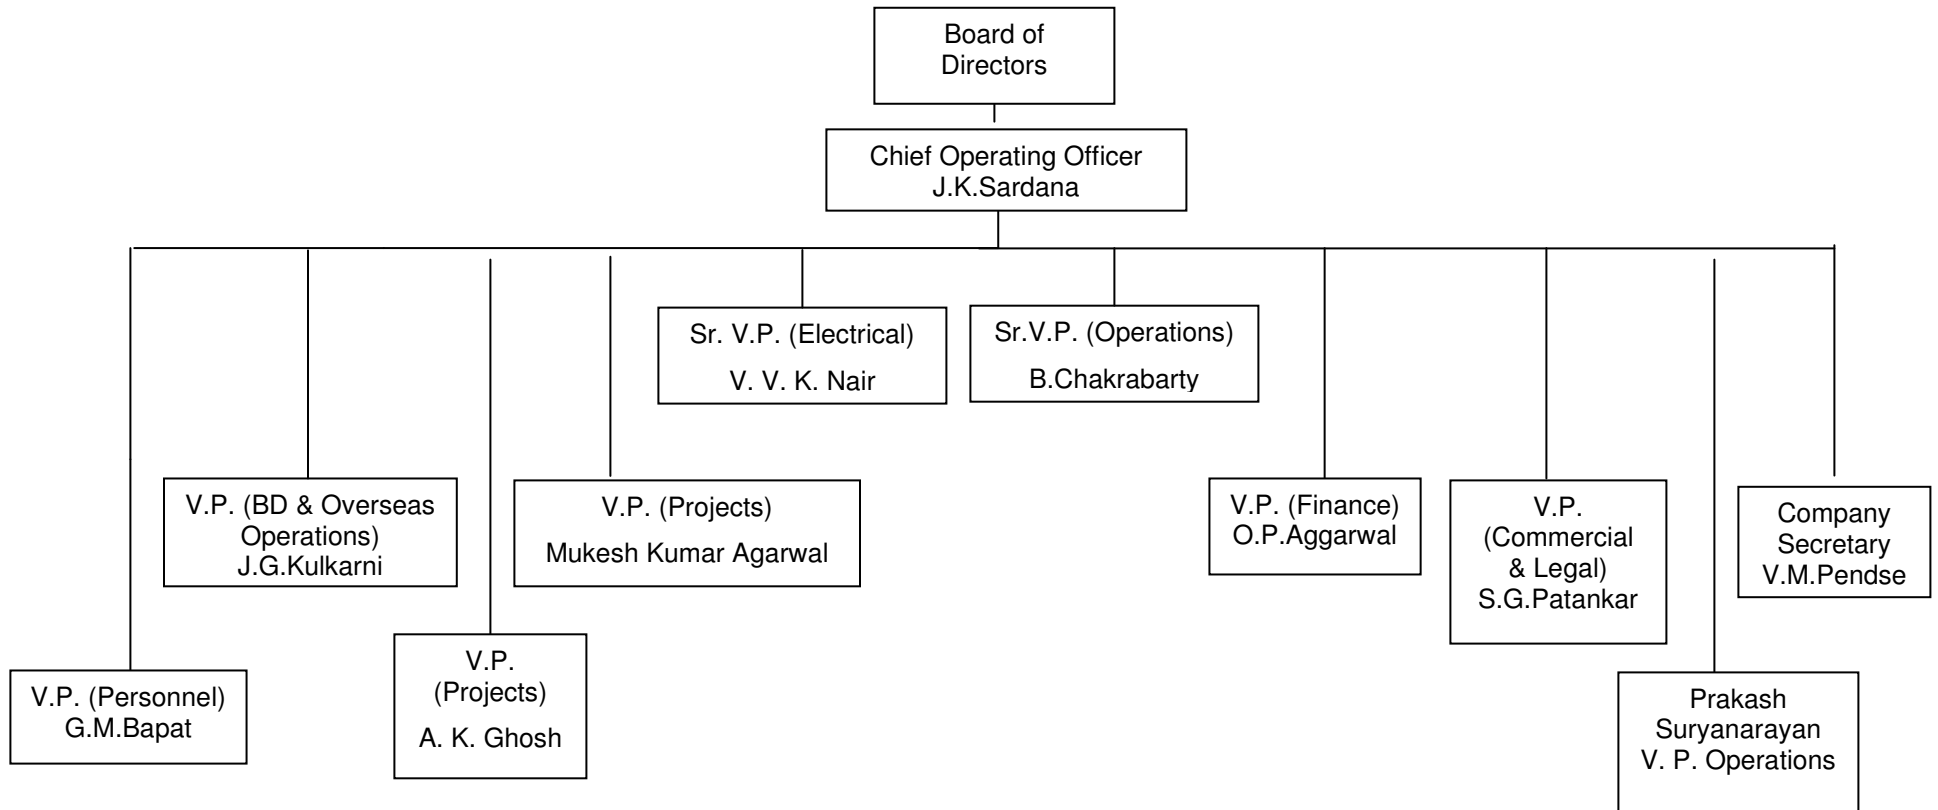 Board of
Directors
Chief Operating Officer
J.K.Sardana
Sr. V.P. (Electrical)
V. V. K. Nair
Sr.V.P. (Operations)
B.Chakrabarty
V.P. (BD & Overseas
Operations)
J.G.Kulkarni
V.P. (Projects)
Mukesh Kumar Agarwal
V.P. (Finance)
O.P.Aggarwal
V.P.
(Commercial
& Legal)
S.G.Patankar
Company
Secretary
V.M.Pendse
V.P. (Personnel)
G.M.Bapat
V.P.
(Projects)
A. K. Ghosh
Prakash
Suryanarayan
V. P. Operations